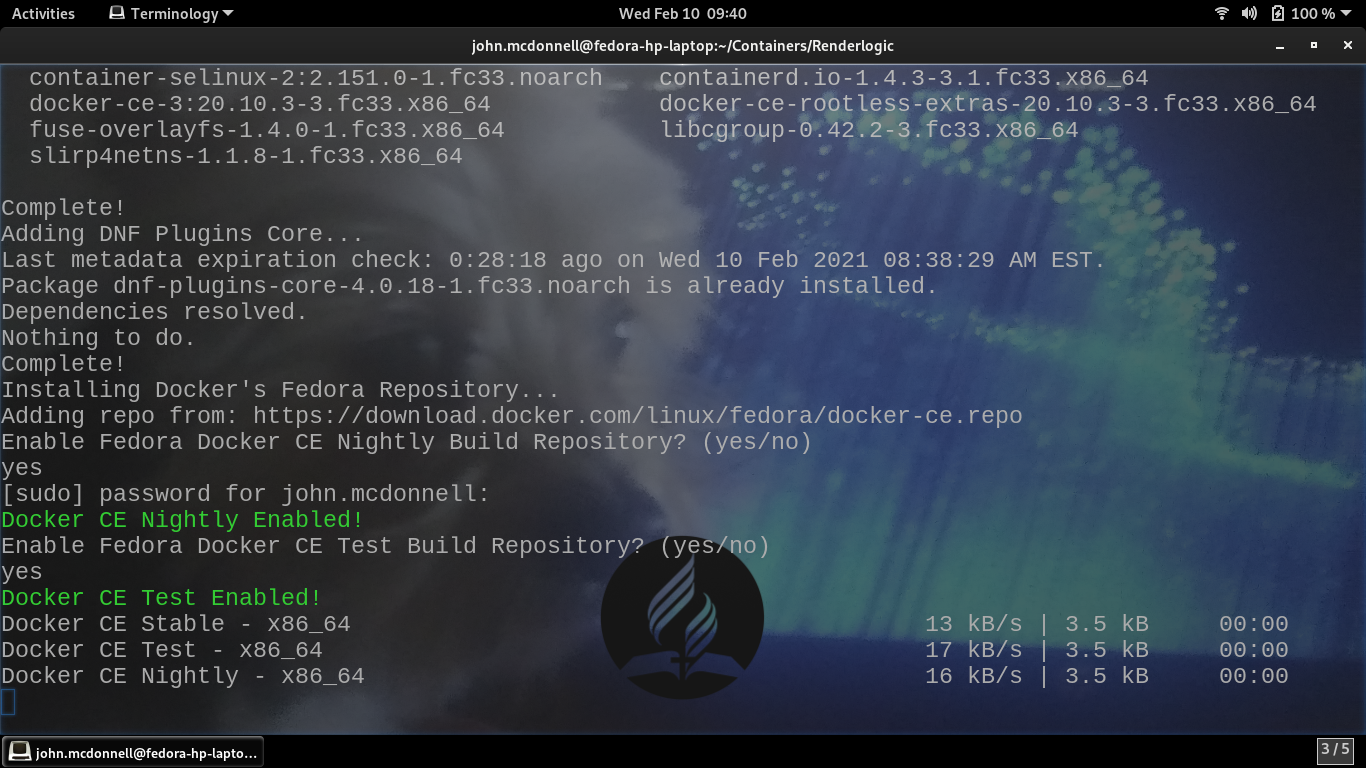 Activities Terminology Wed Feb 10 09:40 100 %
john.mcdonnell@fedora-hp-laptop:~/Containers/Renderlogic
container-selinux-2:2.151.0-1.fc33.noarch containerd.io-1.4.3-3.1.fc33.x86_64
docker-ce-3:20.10.3-3.fc33.x86_64 docker-ce-rootless-extras-20.10.3-3.fc33.x86_64
fuse-overlayfs-1.4.0-1.fc33.x86_64 libcgroup-0.42.2-3.fc33.x86_64
slirp4netns-1.1.8-1.fc33.x86_64
Complete!
Adding DNF Plugins Core...
Last metadata expiration check: 0:28:18 ago on Wed 10 Feb 2021 08:38:29 AM EST.
Package dnf-plugins-core-4.0.18-1.fc33.noarch is already installed.
Dependencies resolved.
Nothing to do.
Complete!
Installing Docker's Fedora Repository...
Adding repo from: https://download.docker.com/linux/fedora/docker-ce.repo
Enable Fedora Docker CE Nightly Build Repository? (yes/no)
yes
[sudo] password for john.mcdonnell:
Docker CE Nightly Enabled!
Enable Fedora Docker CE Test Build Repository? (yes/no)
yes
Docker CE Test Enabled!
Docker CE Stable - x86_64 13 kB/s | 3.5 kB 00:00
Docker CE Test - x86_64 17 kB/s | 3.5 kB 00:00
Docker CE Nightly - x86_64 16 kB/s | 3.5 kB 00:00
john.mcdonnell@fedora-hp-lapto... 3 / 5